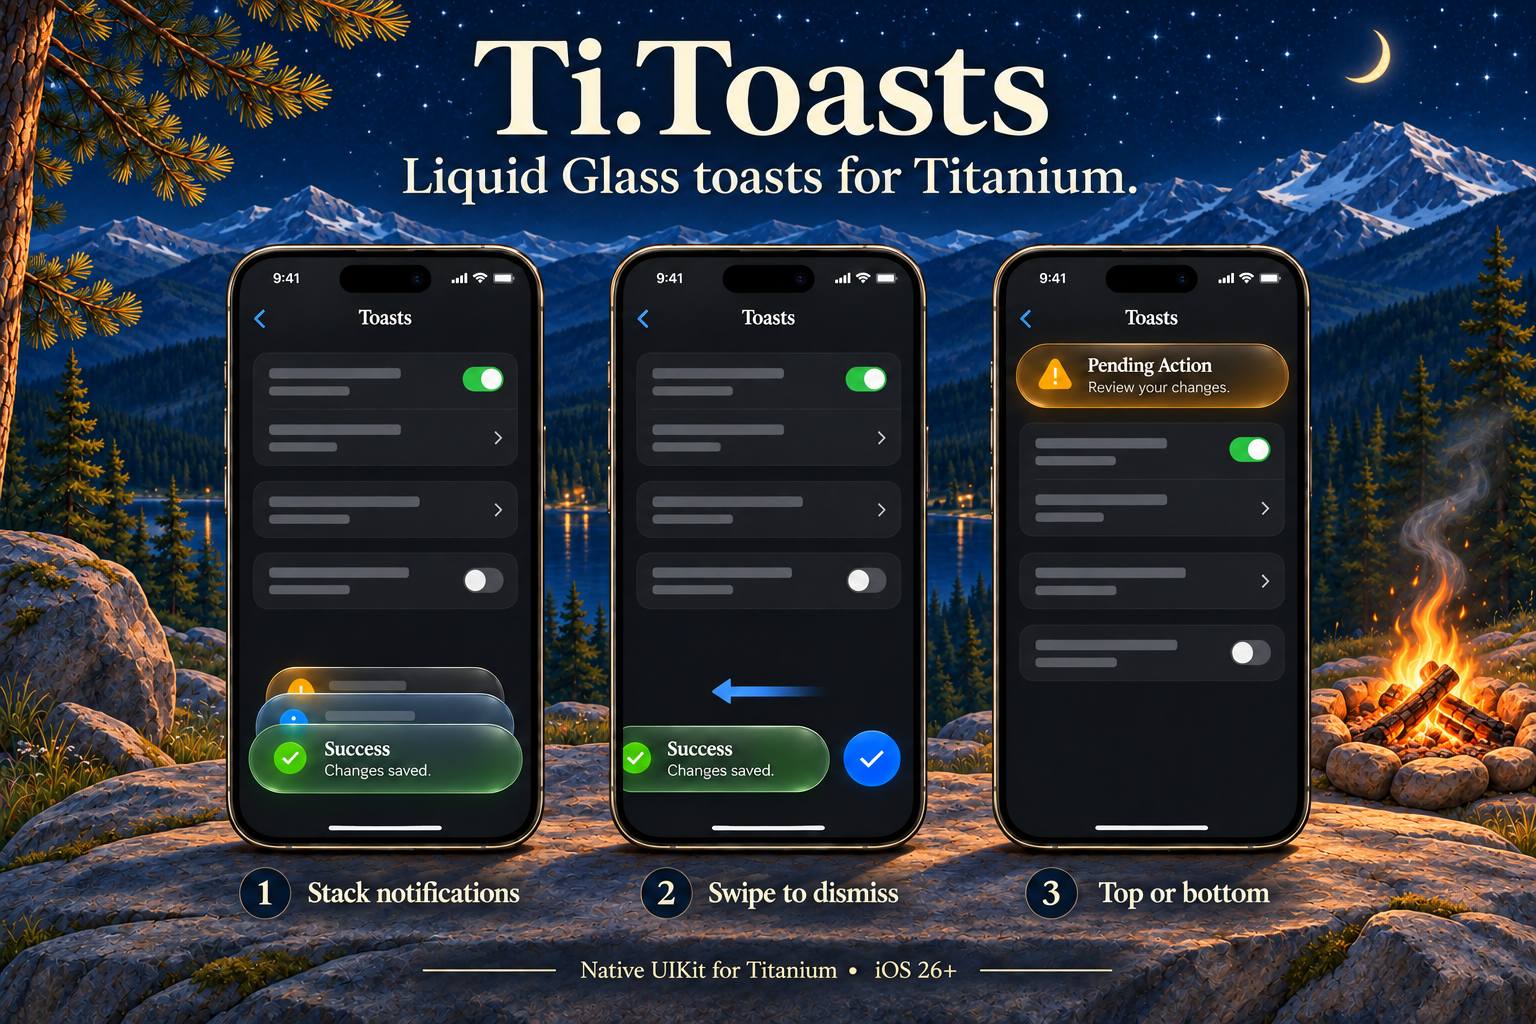 Ti.Toasts
Liquid Glass toasts for Titanium.
9:41
Toasts
Success
Changes saved.
1 Stack notifications
9:41
Toasts
Success
Changes saved.
2 Swipe to dismiss
9:41
Toasts
Pending Action
Review your changes.
3 Top or bottom
Native UIKit for Titanium • iOS 26+